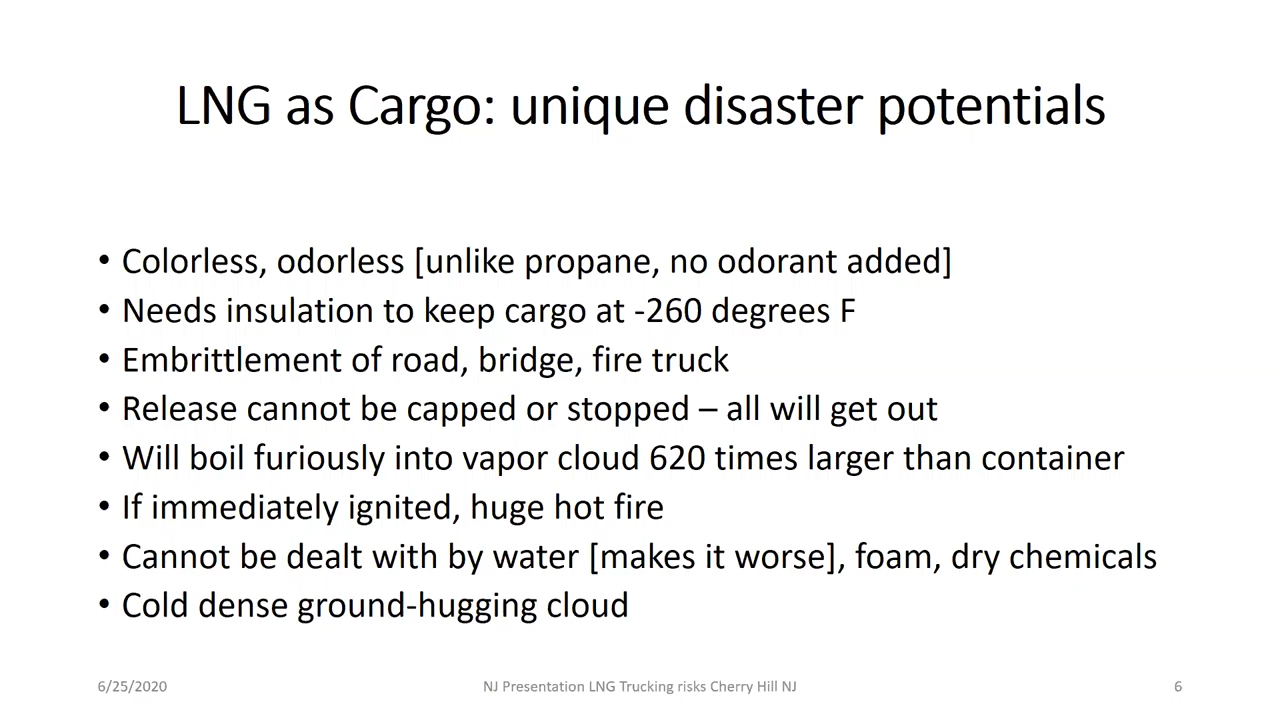 LNG as Cargo: unique disaster potentials
• Colorless, odorless [unlike propane, no odorant added]
• Needs insulation to keep cargo at -260 degrees F
• Embrittlement of road, bridge, fire truck
• Release cannot be capped or stopped – all will get out
• Will boil furiously into vapor cloud 620 times larger than container
• If immediately ignited, huge hot fire
• Cannot be dealt with by water [makes it worse], foam, dry chemicals
• Cold dense ground-hugging cloud
6/25/2020
NJ Presentation LNG Trucking risks Cherry Hill NJ
6